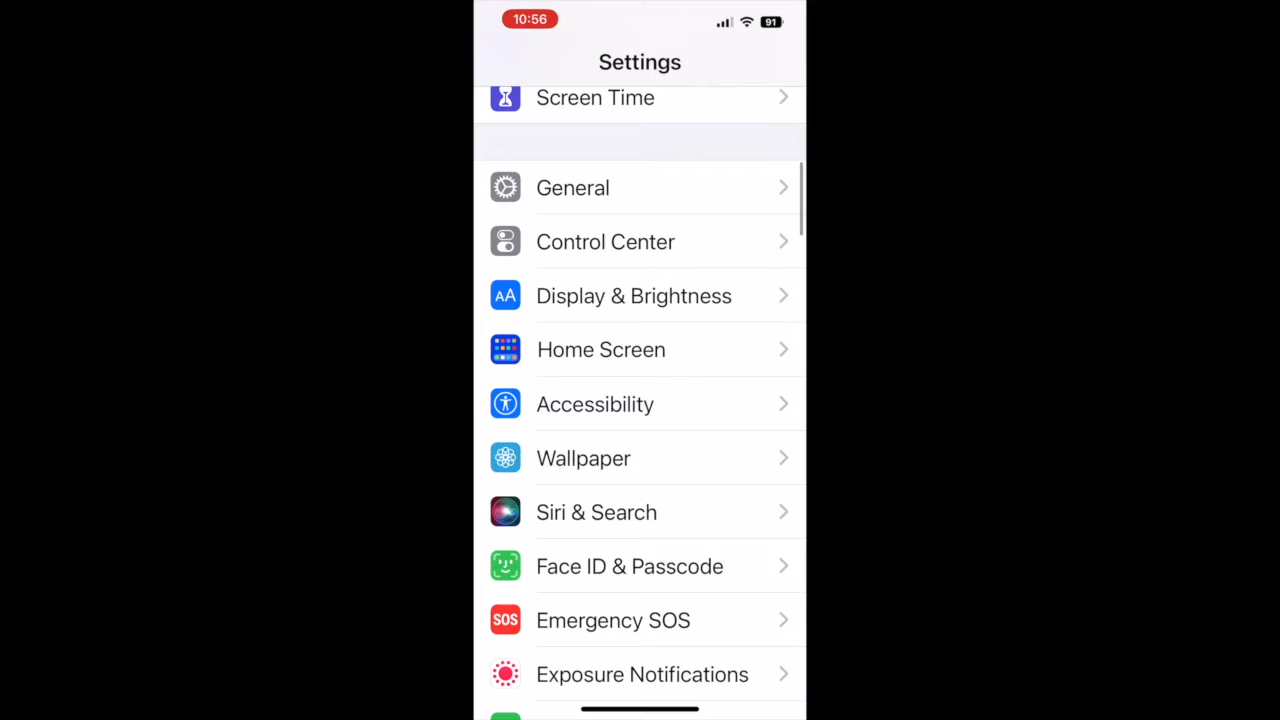 10:56
91
Settings
Screen Time
General
Control Center
AA
Display & Brightness
Home Screen
Accessibility
Wallpaper
Siri & Search
Face ID & Passcode
SOS
Emergency SOS
Exposure Notifications